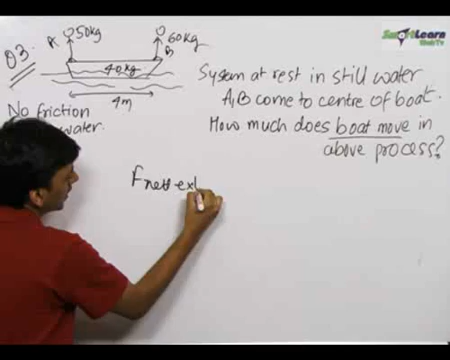 SmartLearn
WebTV
Q3.
A
50kg
60kg
B
40kg
4m
No friction
water.
System at rest in still water
A,B come to centre of boat.
How much does boat move in
above process?
Fnet ext